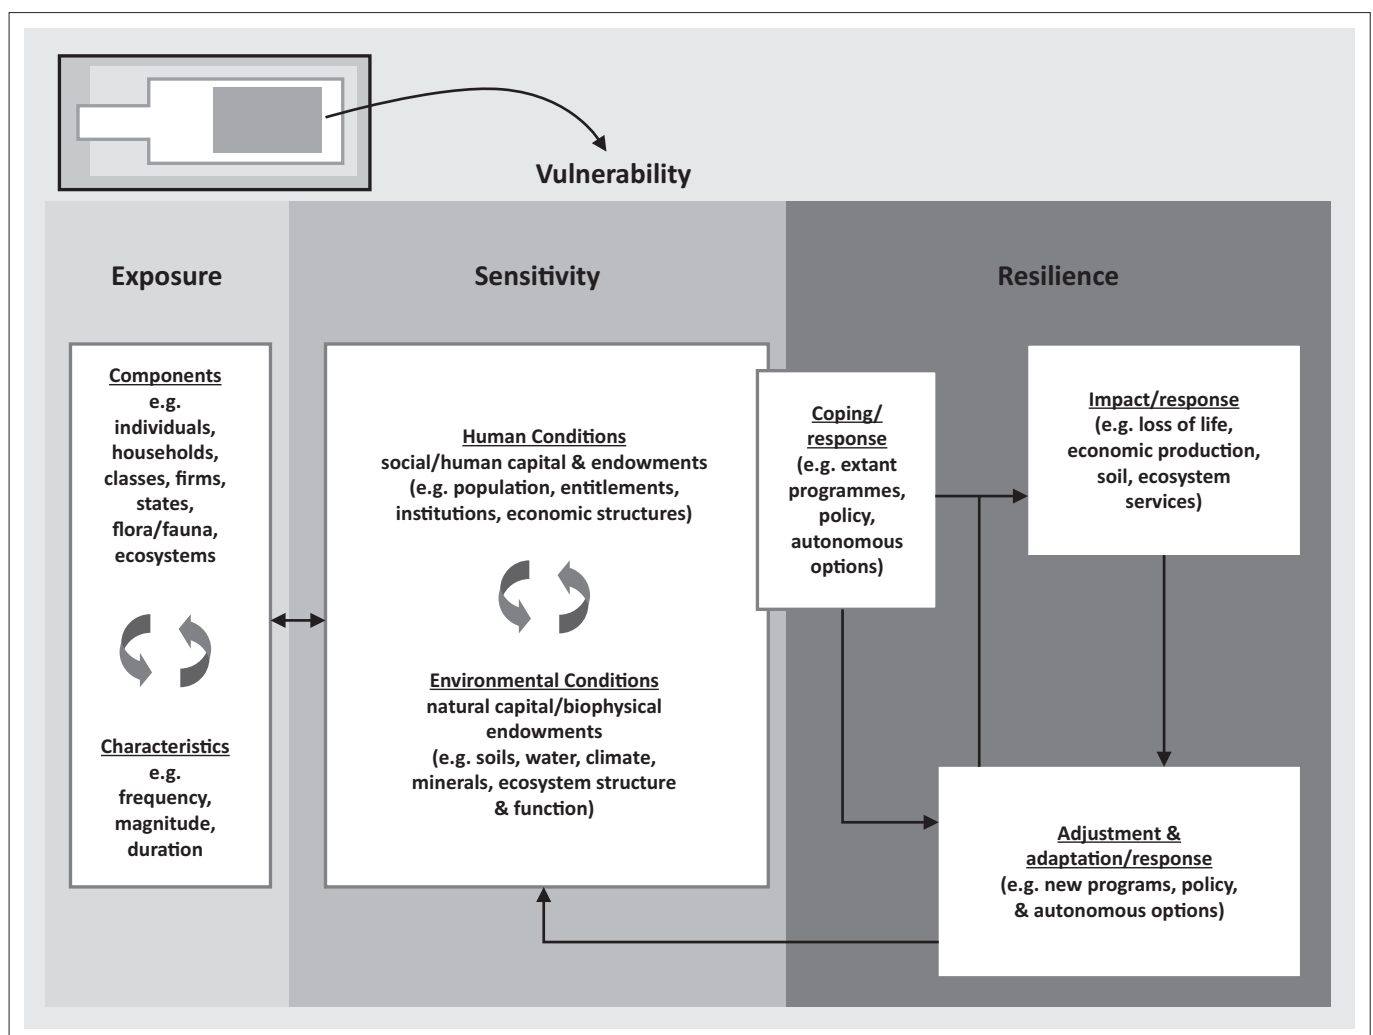 Vulnerability
Exposure
Sensitivity
Resilience
Components
e.g.
individuals,
households,
classes, firms,
states,
flora/fauna,
ecosystems
Characteristics
e.g.
frequency,
magnitude,
duration
Human Conditions
social/human capital & endowments
(e.g. population, entitlements,
institutions, economic structures)
Environmental Conditions
natural capital/biophysical
endowments
(e.g. soils, water, climate,
minerals, ecosystem structure
& function)
Coping/
response
(e.g. extant
programmes,
policy,
autonomous
options)
Impact/response
(e.g. loss of life,
economic production,
soil, ecosystem
services)
Adjustment &
adaptation/response
(e.g. new programs, policy,
& autonomous options)